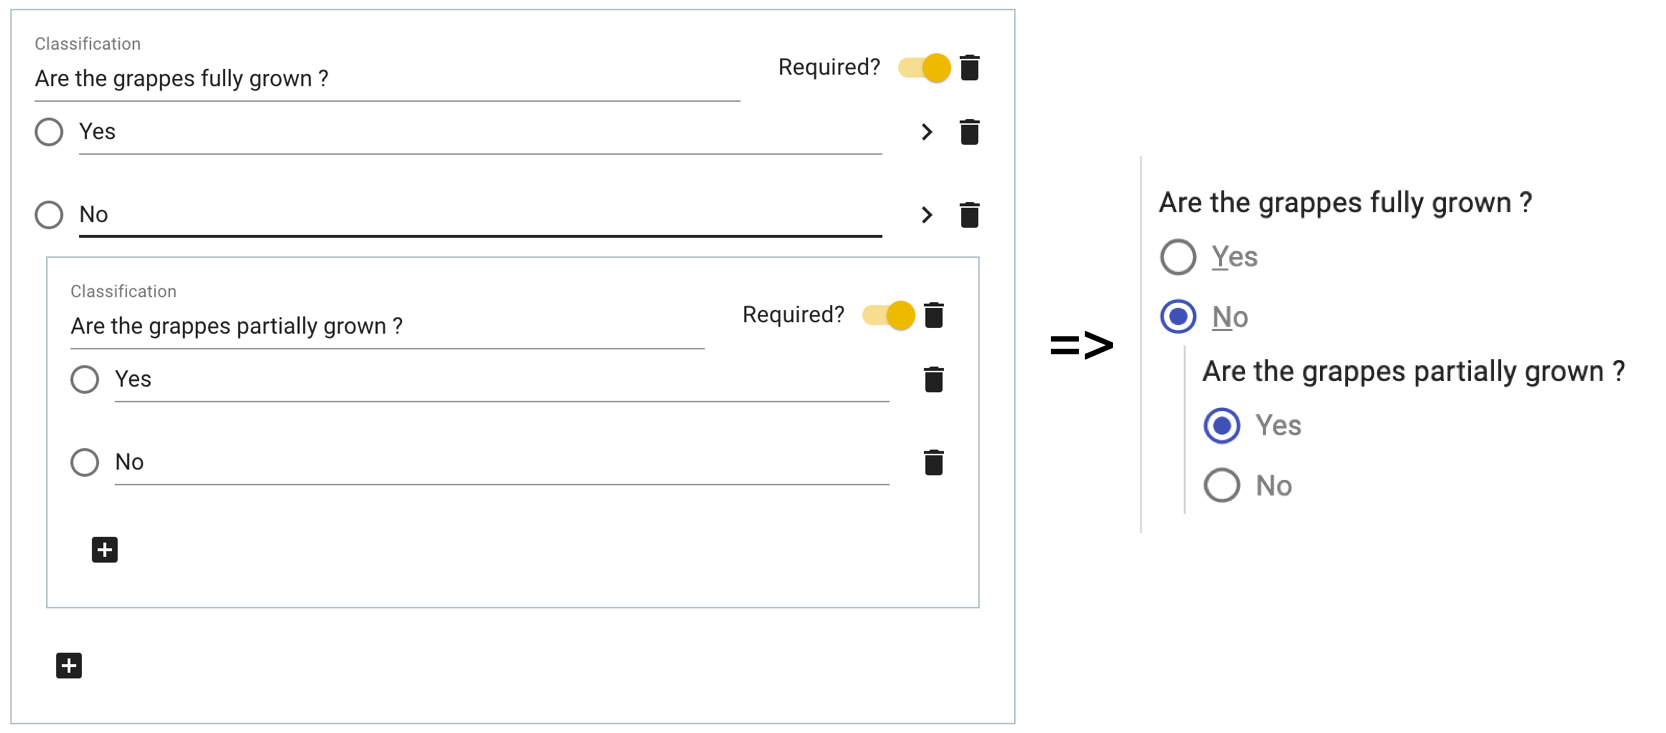 Classification
Are the grappes fully grown ?
Required?
Yes
No
Classification
Are the grappes partially grown ?
Required?
Yes
No
=>
Are the grappes fully grown ?
Yes
No
Are the grappes partially grown ?
Yes
No